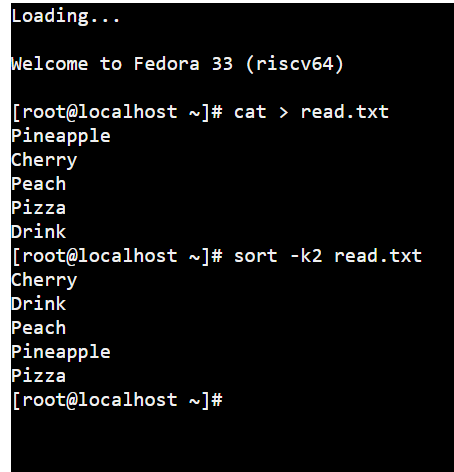 Loading...
Welcome to Fedora 33 (riscv64)
[root@localhost ~]# cat > read.txt
Pineapple
Cherry
Peach
Pizza
Drink
[root@localhost ~]# sort -k2 read.txt
Cherry
Drink
Peach
Pineapple
Pizza
[root@localhost ~]#